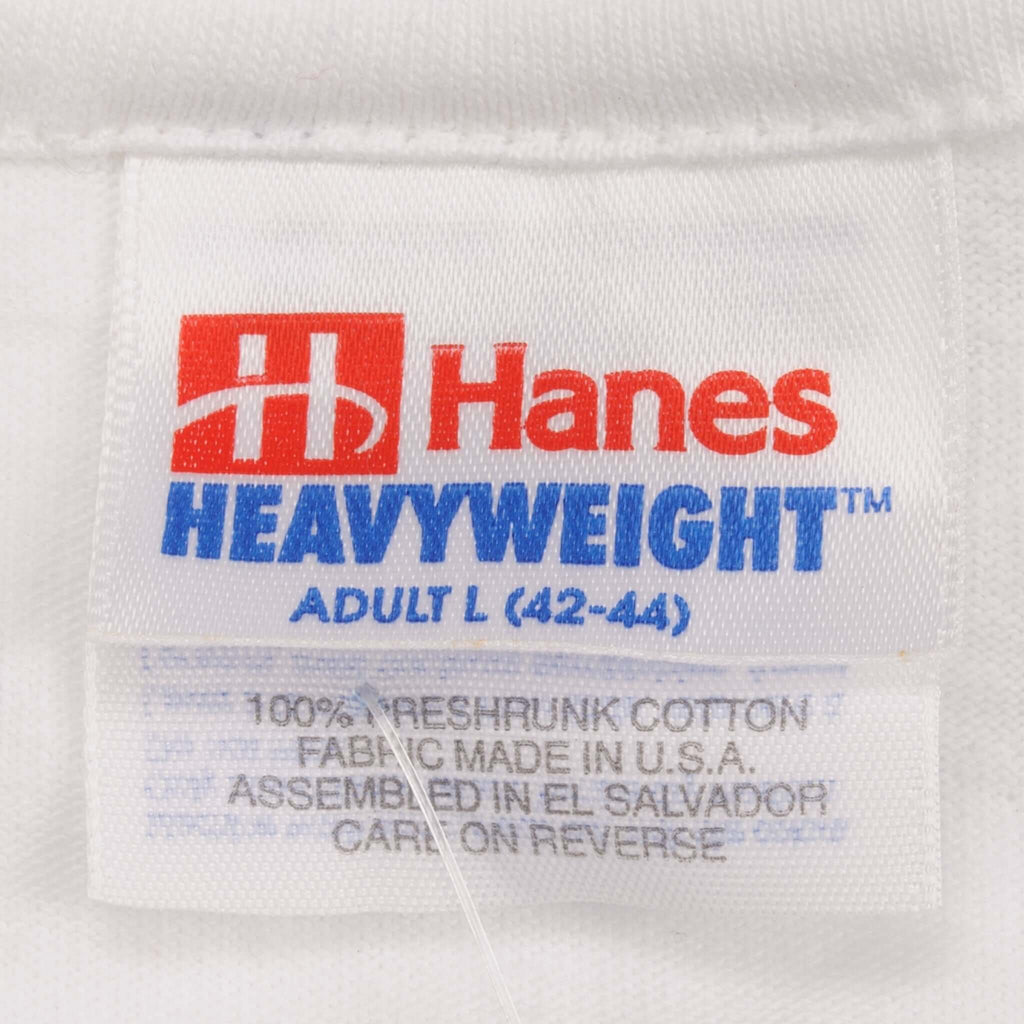 H Hanes
HEAVYWEIGHT™
ADULT L (42-44)
100% PRESHRUNK COTTON
FABRIC MADE IN U.S.A.
ASSEMBLED IN EL SALVADOR
CARE ON REVERSE